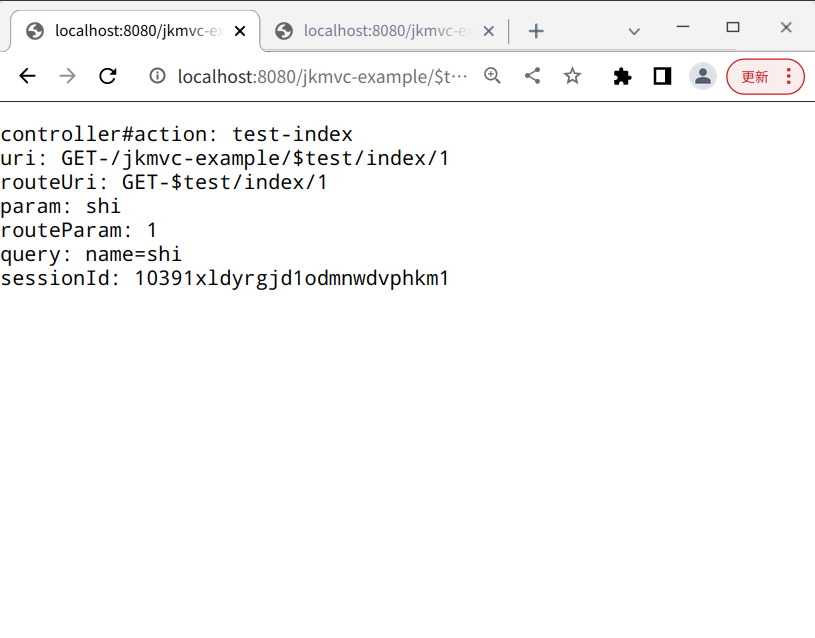 localhost:8080/jkmvc-ex
localhost:8080/jkmvc-ex
localhost:8080/jkmvc-example/$t…
更新
controller#action: test-index
uri: GET-/jkmvc-example/$test/index/1
routeUri: GET-$test/index/1
param: shi
routeParam: 1
query: name=shi
sessionId: 10391xldyrgjd1odmnwdvphkm1